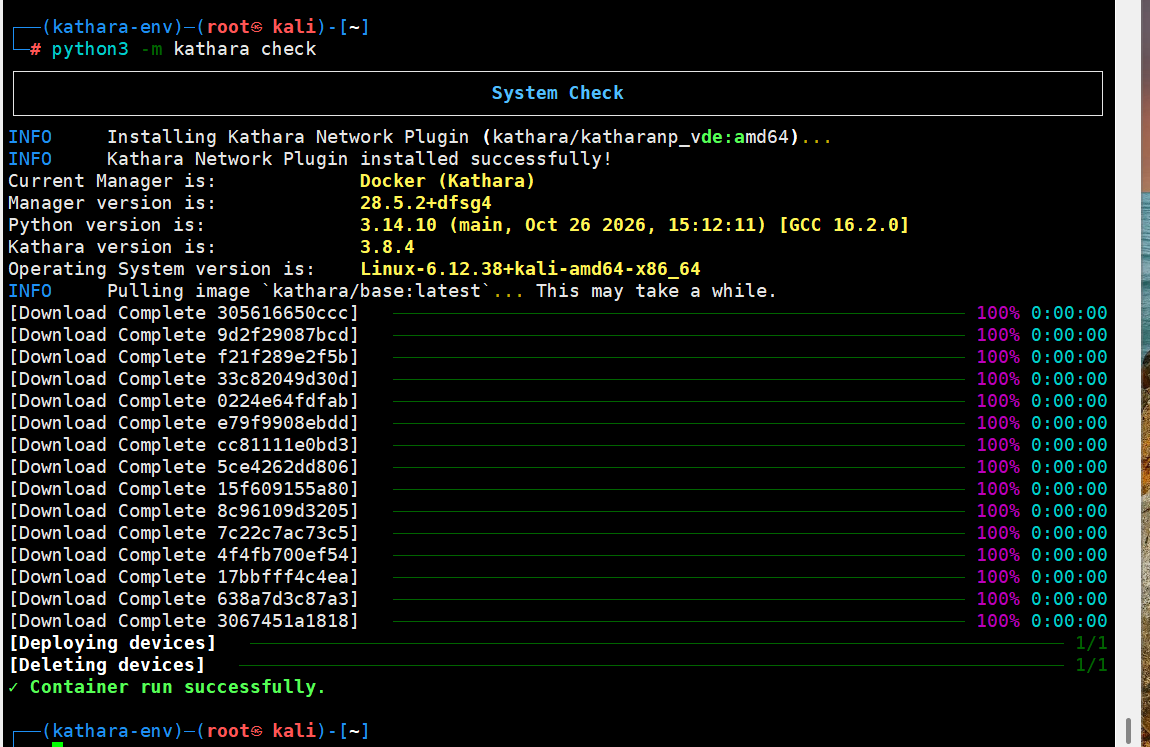 ┌──(kathara-env)─(root㉿ kali)-[~]
└─# python3 -m kathara check
System Check
INFO     Installing Kathara Network Plugin (kathara/katharanp_vde:amd64)...
INFO     Kathara Network Plugin installed successfully!
Current Manager is:             Docker (Kathara)
Manager version is:             28.5.2+dfsg4
Python version is:              3.14.10 (main, Oct 26 2026, 15:12:11) [GCC 16.2.0]
Kathara version is:             3.8.4
Operating System version is:    Linux-6.12.38+kali-amd64-x86_64
INFO     Pulling image `kathara/base:latest`... This may take a while.
[Download Complete 305616650ccc] 100% 0:00:00
[Download Complete 9d2f29087bcd] 100% 0:00:00
[Download Complete f21f289e2f5b] 100% 0:00:00
[Download Complete 33c82049d30d] 100% 0:00:00
[Download Complete 0224e64fdfab] 100% 0:00:00
[Download Complete e79f9908ebdd] 100% 0:00:00
[Download Complete cc81111e0bd3] 100% 0:00:00
[Download Complete 5ce4262dd806] 100% 0:00:00
[Download Complete 15f609155a80] 100% 0:00:00
[Download Complete 8c96109d3205] 100% 0:00:00
[Download Complete 7c22c7ac73c5] 100% 0:00:00
[Download Complete 4f4fb700ef54] 100% 0:00:00
[Download Complete 17bbfff4c4ea] 100% 0:00:00
[Download Complete 638a7d3c87a3] 100% 0:00:00
[Download Complete 3067451a1818] 100% 0:00:00
[Deploying devices] 1/1
[Deleting devices] 1/1
✓ Container run successfully.
┌──(kathara-env)─(root㉿ kali)-[~]